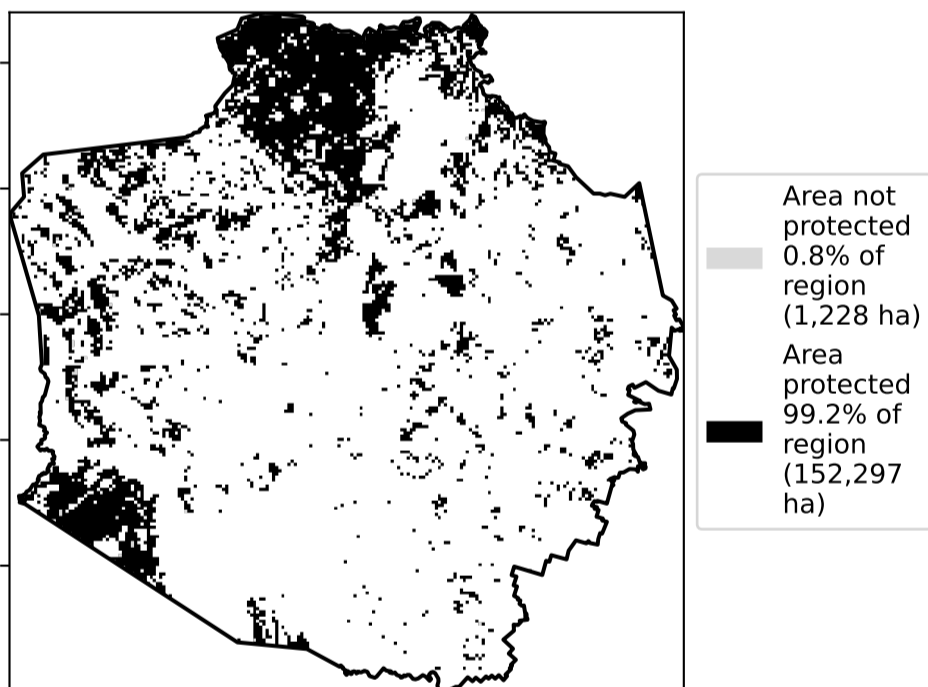 Area not
protected
0.8% of
region
(1,228 ha)
Area
protected
99.2% of
region
(152,297
ha)